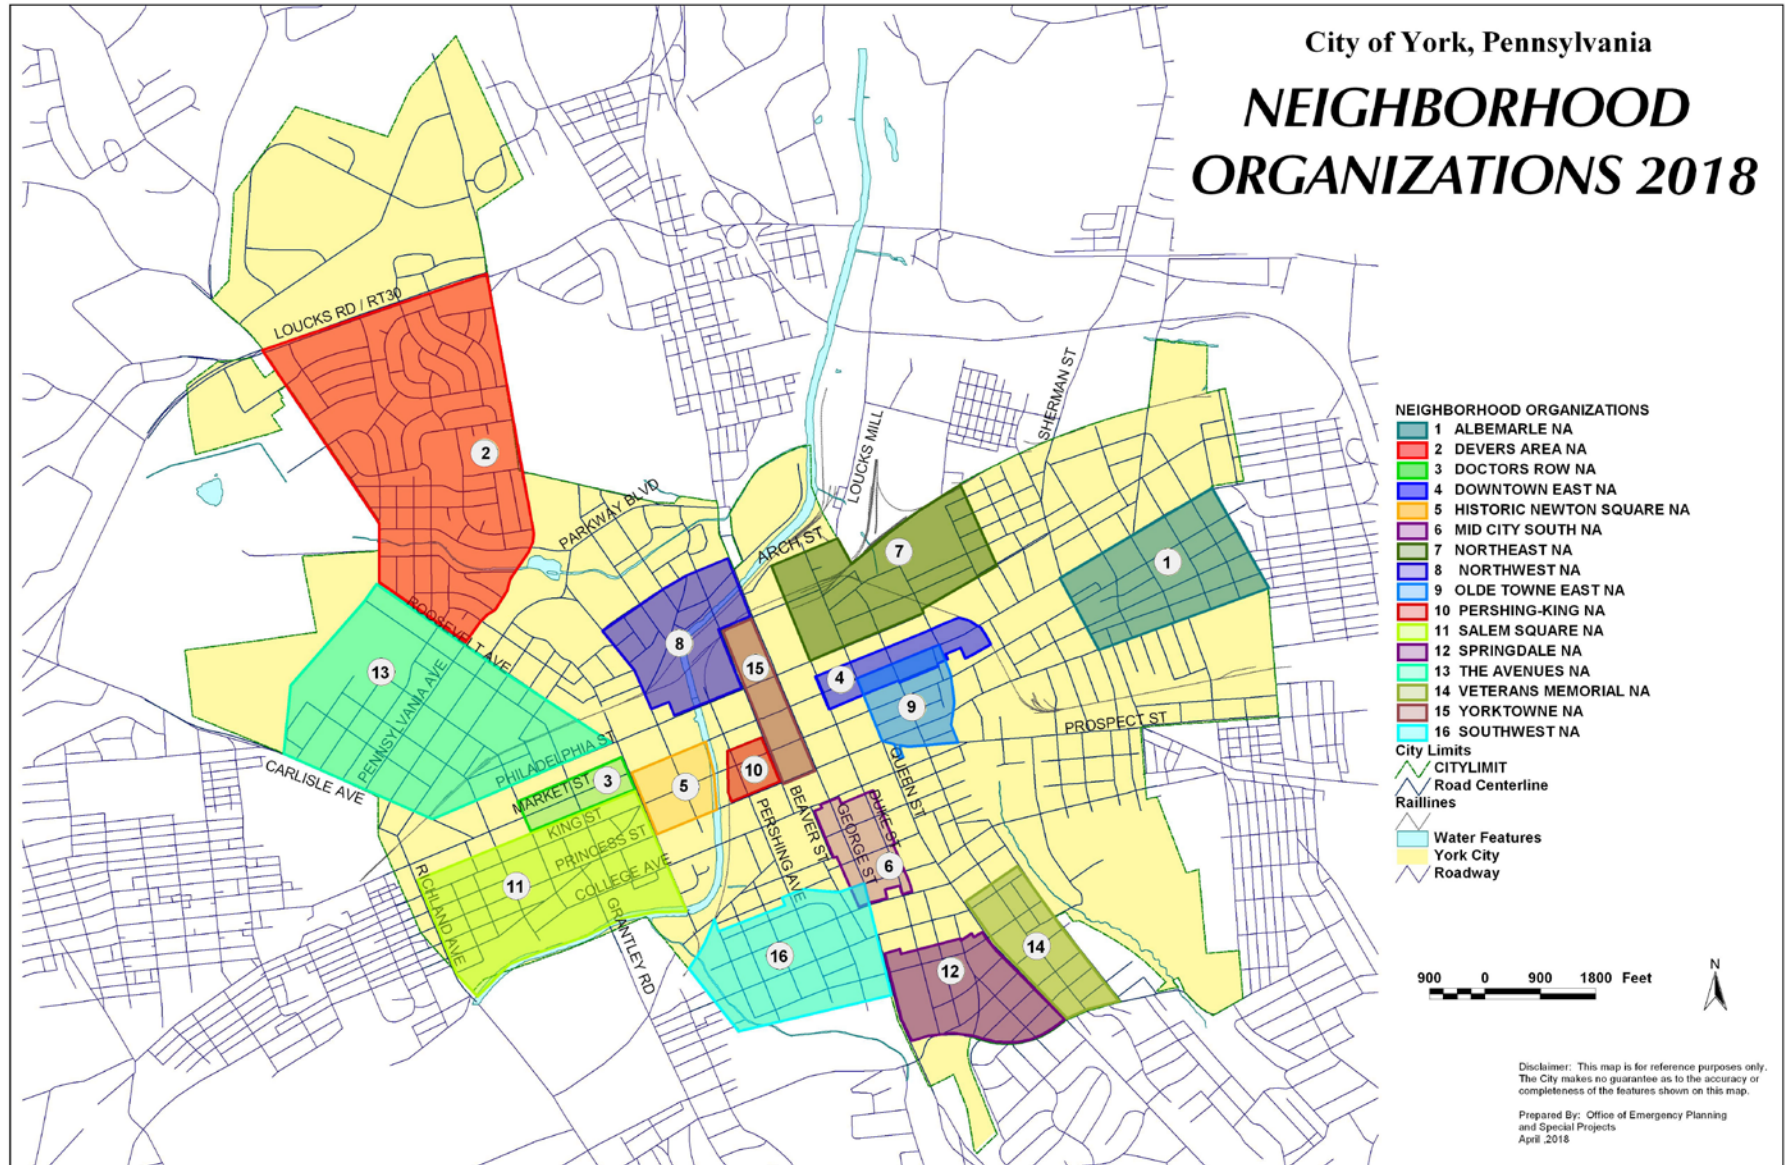 City of York, Pennsylvania
NEIGHBORHOOD
ORGANIZATIONS 2018
LOUCKS RD / RT30
SHERMAN ST
LOUCKS MILL
PARKWAY BLVD
ARCH ST
ROOSEVELT AVE
PENNSYLVANIA AVE
PHILADELPHIA ST
CARLISLE AVE
MARKET ST
KING ST
PRINCESS ST
COLLEGE AVE
RICHLAND AVE
GRANTLEY RD
PERSHING AVE
BEAVER ST
GEORGE ST
DUKE ST
QUEEN ST
PROSPECT ST
2
7
1
8
15
13
4
9
10
3
5
6
11
14
16
12
NEIGHBORHOOD ORGANIZATIONS
1 ALBEMARLE NA
2 DEVERS AREA NA
3 DOCTORS ROW NA
4 DOWNTOWN EAST NA
5 HISTORIC NEWTON SQUARE NA
6 MID CITY SOUTH NA
7 NORTHEAST NA
8 NORTHWEST NA
9 OLDE TOWNE EAST NA
10 PERSHING-KING NA
11 SALEM SQUARE NA
12 SPRINGDALE NA
13 THE AVENUES NA
14 VETERANS MEMORIAL NA
15 YORKTOWNE NA
16 SOUTHWEST NA
City Limits
CITYLIMIT
Road Centerline
Raillines
Water Features
York City
Roadway
900 0 900 1800 Feet
N
Disclaimer: This map is for reference purposes only.
The City makes no guarantee as to the accuracy or
completeness of the features shown on this map.
Prepared By: Office of Emergency Planning
and Special Projects
April ,2018